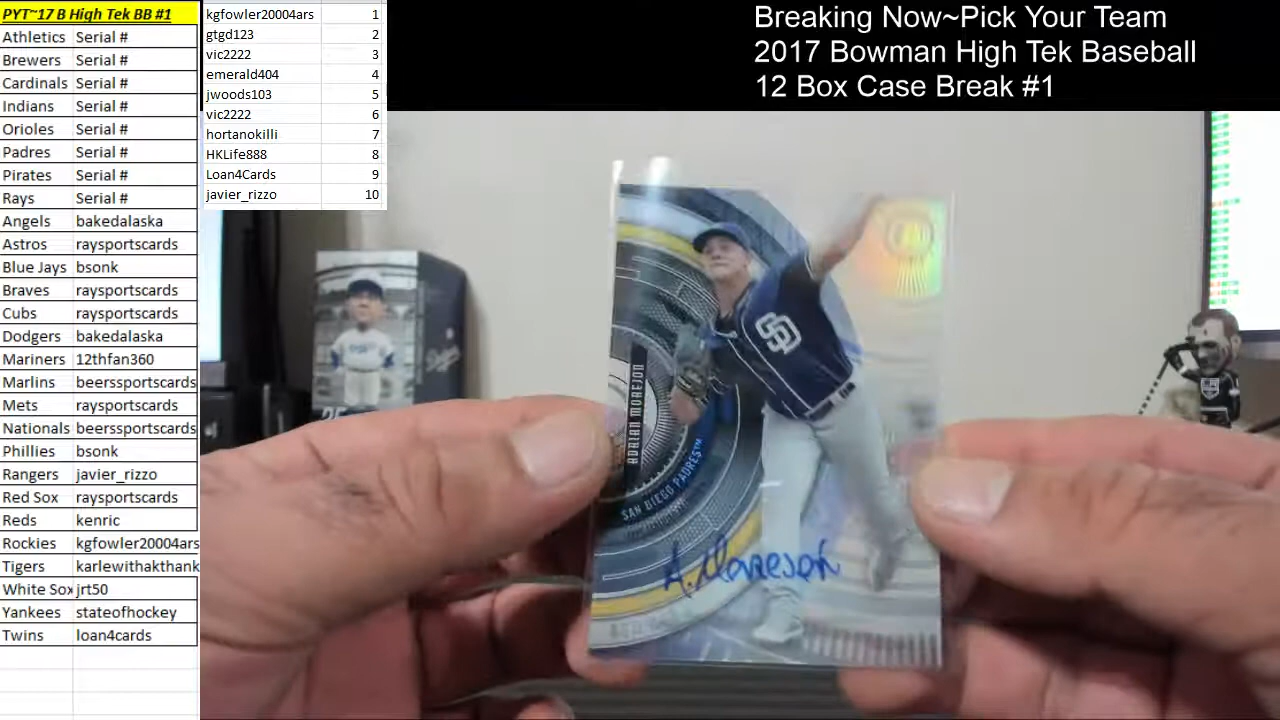 PYT~17 B High Tek BB #1
Athletics Serial #
Brewers Serial #
Cardinals Serial #
Indians Serial #
Orioles Serial #
Padres Serial #
Pirates Serial #
Rays Serial #
Angels bakedalaska
Astros raysportscards
Blue Jays bsonk
Braves raysportscards
Cubs raysportscards
Dodgers bakedalaska
Mariners 12thfan360
Marlins beerssportscards
Mets raysportscards
Nationals beerssportscards
Phillies bsonk
Rangers javier_rizzo
Red Sox raysportscards
Reds kenric
Rockies kgfowler20004ars
Tigers karlewithakthank
White Sox jrt50
Yankees stateofhockey
Twins loan4cards
kgfowler20004ars 1
gtgd123 2
vic2222 3
emerald404 4
jwoods103 5
vic2222 6
hortanokilli 7
HKLife888 8
Loan4Cards 9
javier_rizzo 10
Breaking Now~Pick Your Team
2017 Bowman High Tek Baseball
12 Box Case Break #1
SD
ADRIAN MOREJON
SAN DIEGO PADRES™
A. Morejon